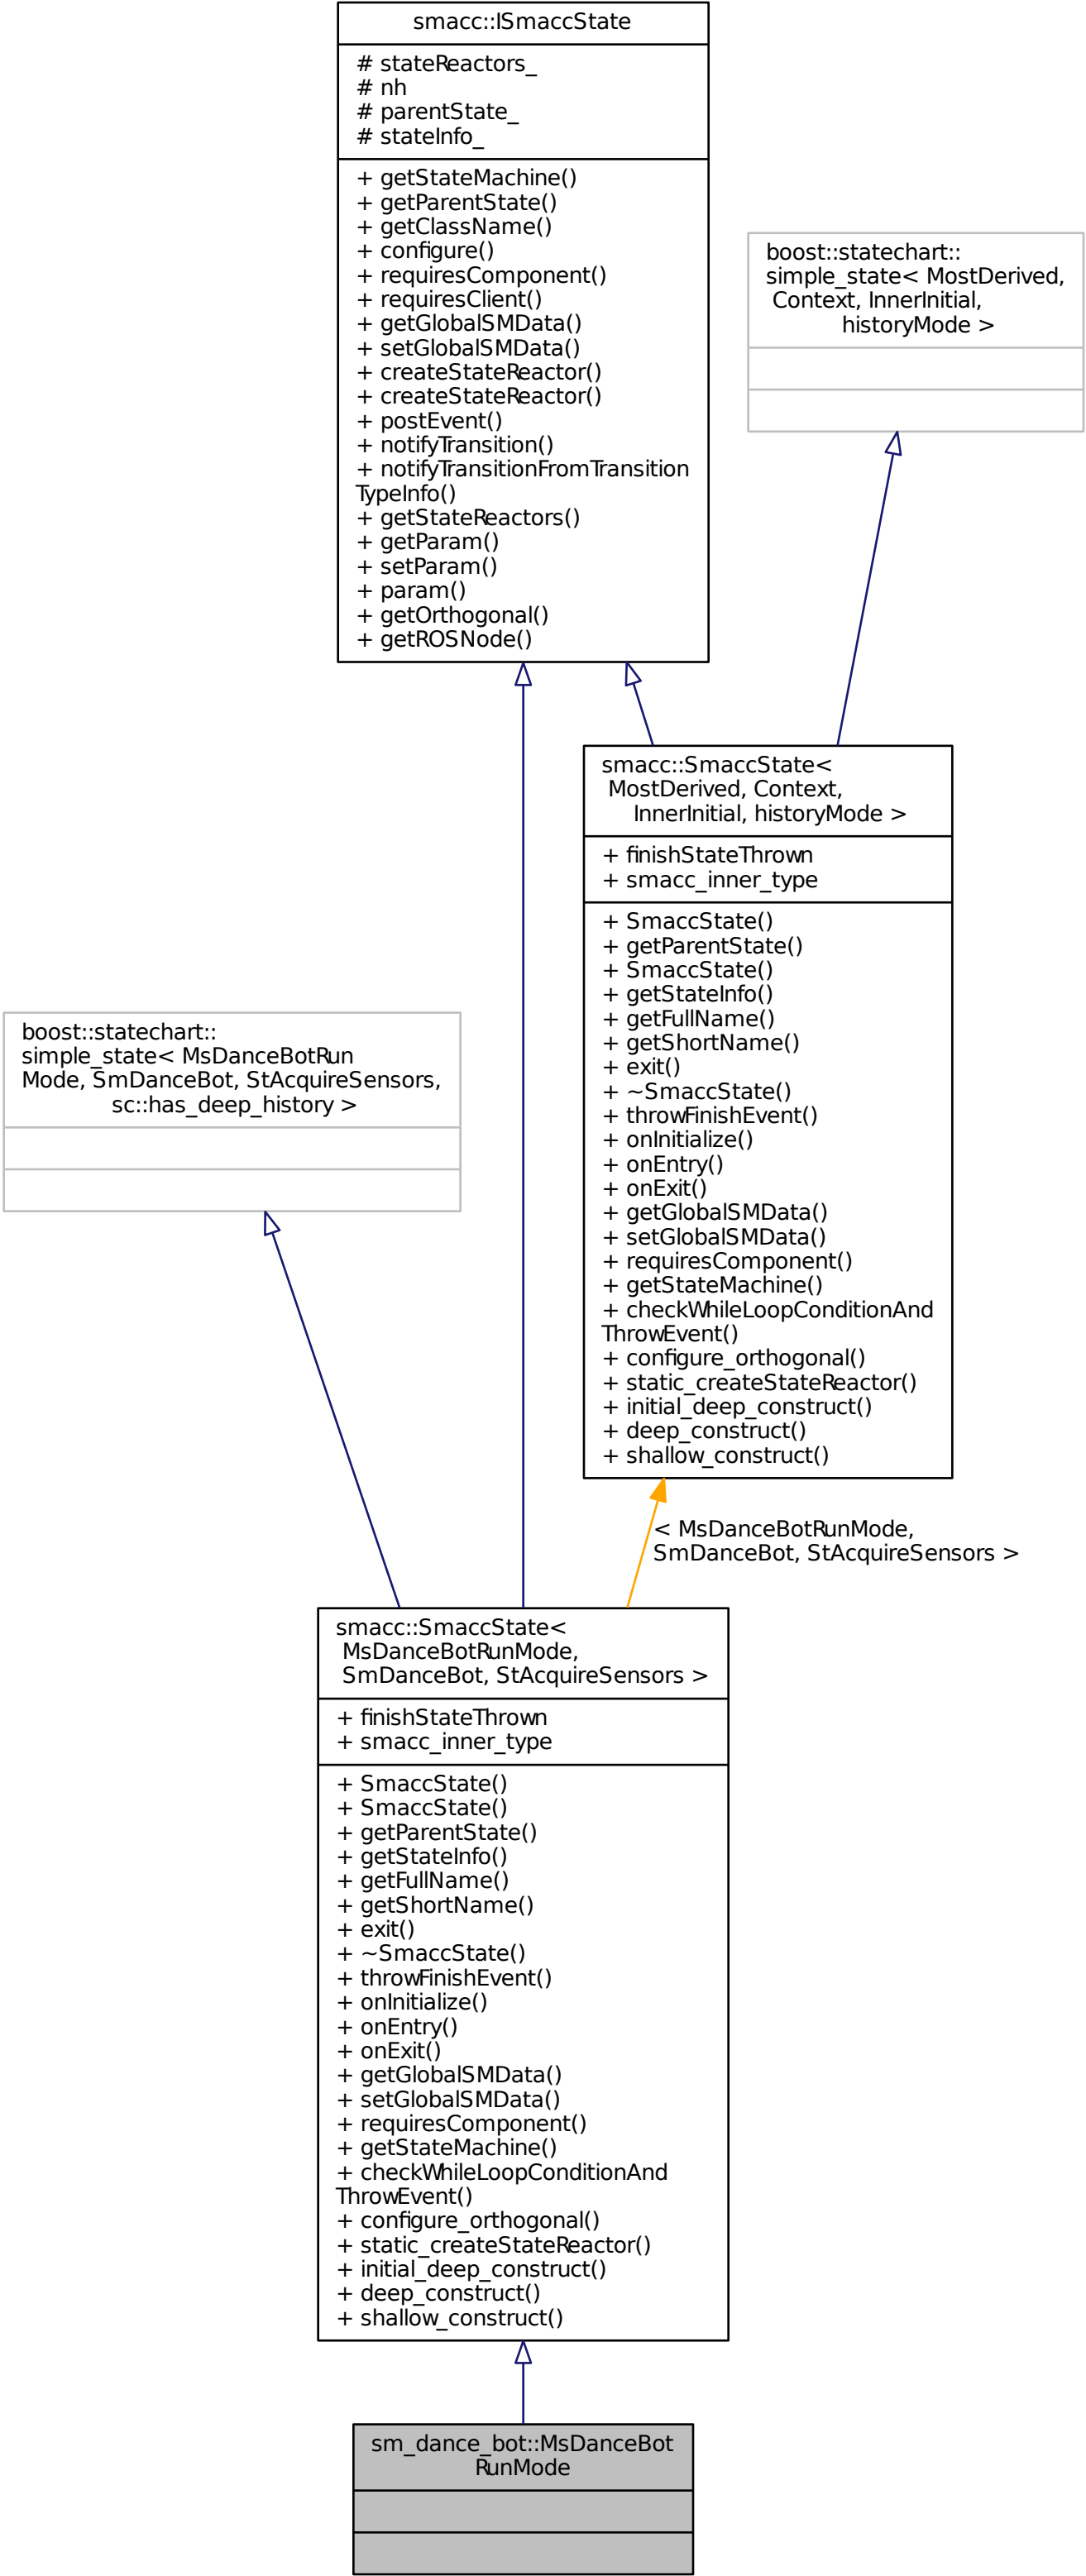 smacc::ISmaccState
# stateReactors_
# nh
# parentState_
# stateInfo_
+ getStateMachine()
+ getParentState()
+ getClassName()
+ configure()
+ requiresComponent()
+ requiresClient()
+ getGlobalSMData()
+ setGlobalSMData()
+ createStateReactor()
+ createStateReactor()
+ postEvent()
+ notifyTransition()
+ notifyTransitionFromTransition
TypeInfo()
+ getStateReactors()
+ getParam()
+ setParam()
+ param()
+ getOrthogonal()
+ getROSNode()
boost::statechart::
simple_state< MostDerived,
Context, InnerInitial,
historyMode >
smacc::SmaccState<
MostDerived, Context,
InnerInitial, historyMode >
+ finishStateThrown
+ smacc_inner_type
+ SmaccState()
+ getParentState()
+ SmaccState()
+ getStateInfo()
+ getFullName()
+ getShortName()
+ exit()
+ ~SmaccState()
+ throwFinishEvent()
+ onInitialize()
+ onEntry()
+ onExit()
+ getGlobalSMData()
+ setGlobalSMData()
+ requiresComponent()
+ getStateMachine()
+ checkWhileLoopConditionAnd
ThrowEvent()
+ configure_orthogonal()
+ static_createStateReactor()
+ initial_deep_construct()
+ deep_construct()
+ shallow_construct()
boost::statechart::
simple_state< MsDanceBotRun
Mode, SmDanceBot, StAcquireSensors,
sc::has_deep_history >
< MsDanceBotRunMode,
SmDanceBot, StAcquireSensors >
smacc::SmaccState<
MsDanceBotRunMode,
SmDanceBot, StAcquireSensors >
+ finishStateThrown
+ smacc_inner_type
+ SmaccState()
+ SmaccState()
+ getParentState()
+ getStateInfo()
+ getFullName()
+ getShortName()
+ exit()
+ ~SmaccState()
+ throwFinishEvent()
+ onInitialize()
+ onEntry()
+ onExit()
+ getGlobalSMData()
+ setGlobalSMData()
+ requiresComponent()
+ getStateMachine()
+ checkWhileLoopConditionAnd
ThrowEvent()
+ configure_orthogonal()
+ static_createStateReactor()
+ initial_deep_construct()
+ deep_construct()
+ shallow_construct()
sm_dance_bot::MsDanceBot
RunMode